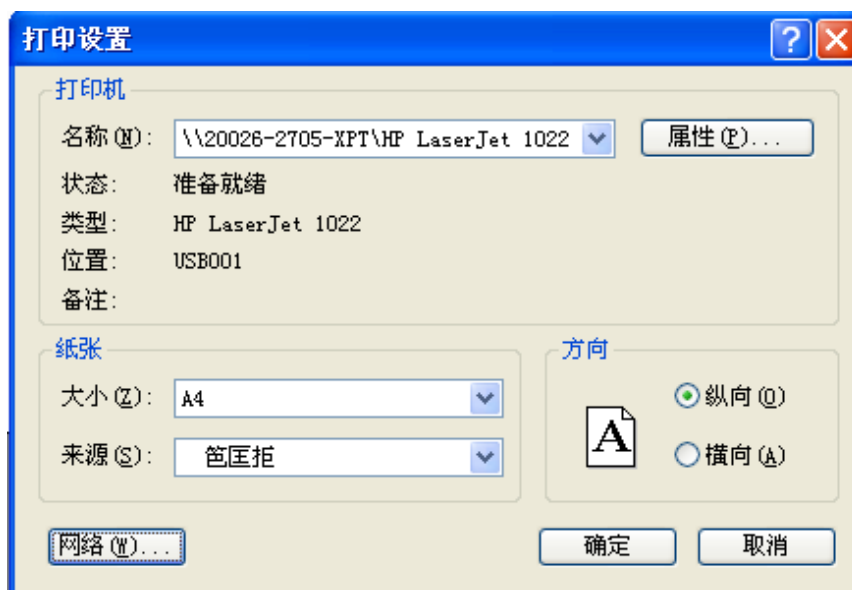 打印设置
打印机
名称(N): \\20026-2705-XPT\HP LaserJet 1022 属性(P)...
状态: 准备就绪
类型: HP LaserJet 1022
位置: USB001
备注:
纸张
大小(Z): A4
来源(S): 笆匡拒
方向
A
纵向(O)
横向(A)
网络(W)... 确定 取消